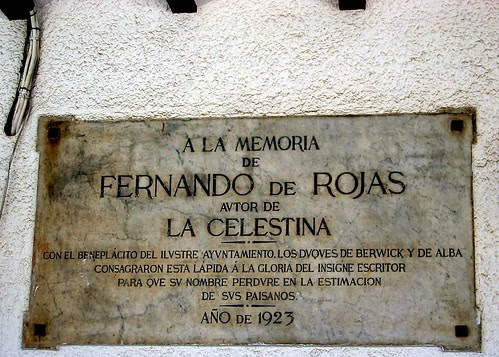 A LA MEMORIA
DE
FERNANDO DE ROJAS
AVTOR DE
LA CELESTINA
CON EL BENEPLÁCITO DEL ILVSTRE AYVNTAMIENTO, LOS DVQVES DE BERWICK Y DE ALBA
CONSAGRARON ESTA LÁPIDA Á LA GLORIA DEL INSIGNE ESCRITOR
PARA QVE SV NOMBRE PERDVRE EN LA ESTIMACION
DE SVS PAISANOS.
AÑO DE 1923